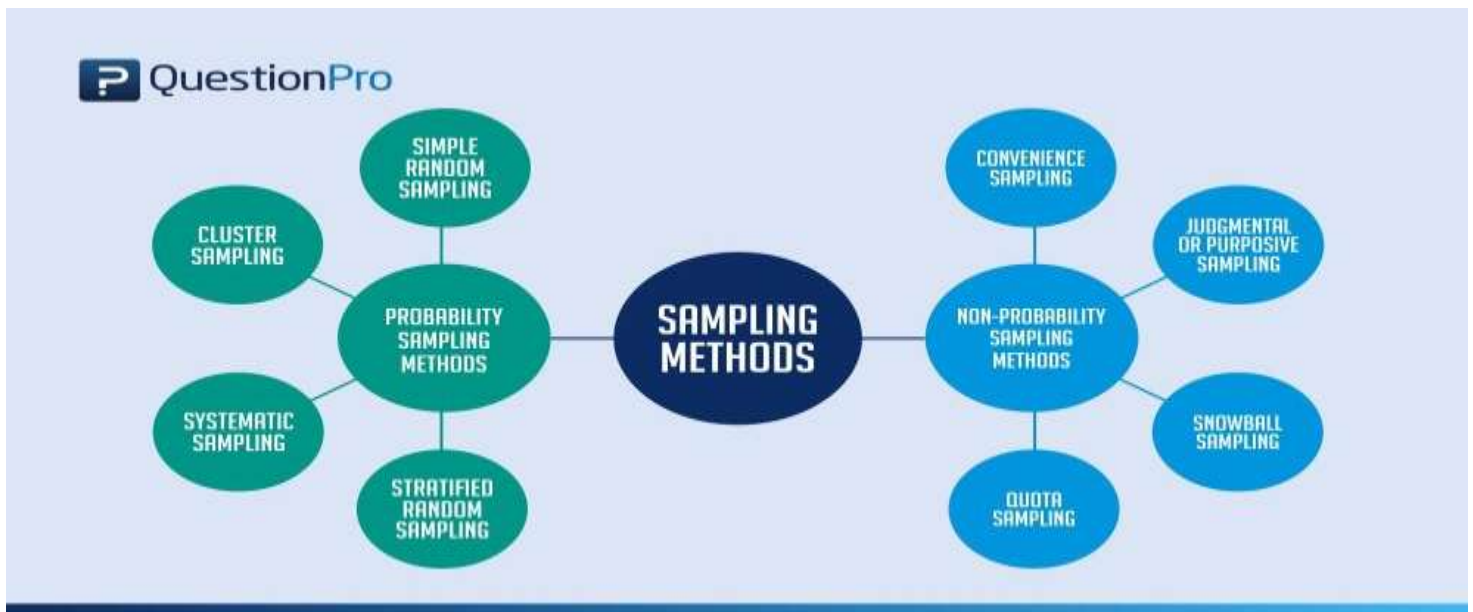 QuestionPro
SIMPLE
RANDOM
SAMPLING
CLUSTER
SAMPLING
PROBABILITY
SAMPLING
METHODS
SYSTEMATIC
SAMPLING
STRATIFIED
RANDOM
SAMPLING
SAMPLING
METHODS
CONVENIENCE
SAMPLING
JUDGMENTAL
OR PURPOSIVE
SAMPLING
NON-PROBABILITY
SAMPLING
METHODS
SNOWBALL
SAMPLING
QUOTA
SAMPLING